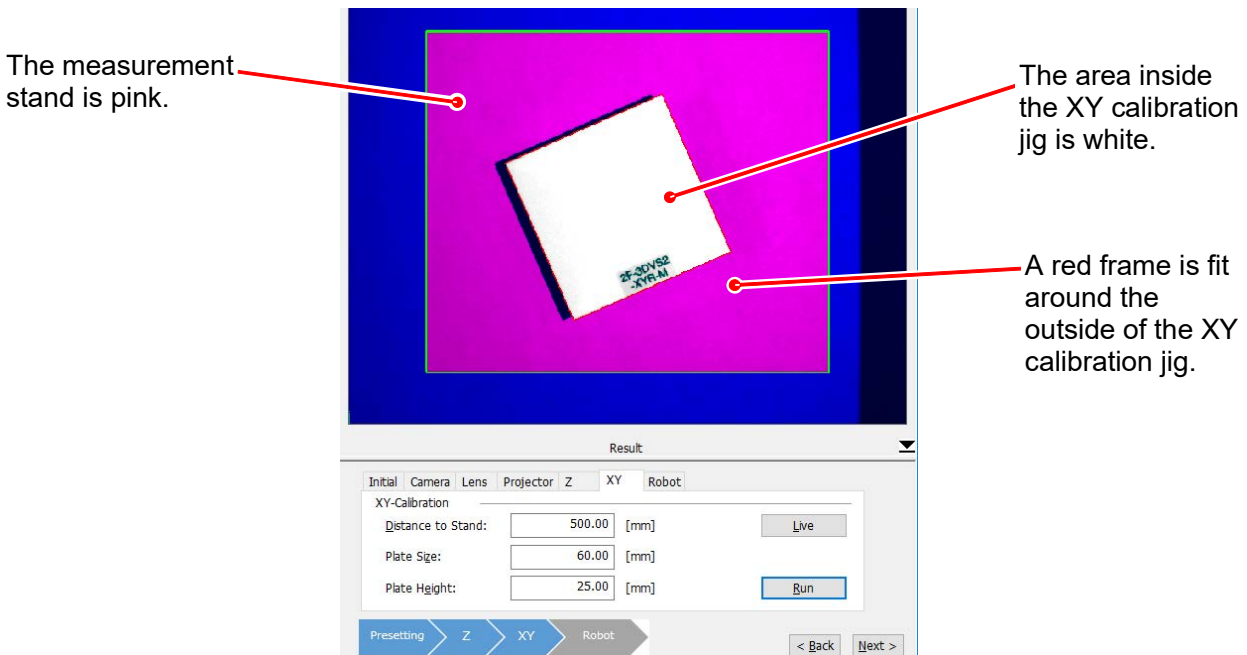 The measurement
stand is pink.
The area inside
the XY calibration
jig is white.
2F-3DVS2
-XYR-M
A red frame is fit
around the
outside of the XY
calibration jig.
Result
Initial Camera Lens Projector Z XY Robot
XY-Calibration
Distance to Stand: 500.00 [mm] Live
Plate Size: 60.00 [mm]
Plate Height: 25.00 [mm] Run
Presetting Z XY Robot
< Back Next >